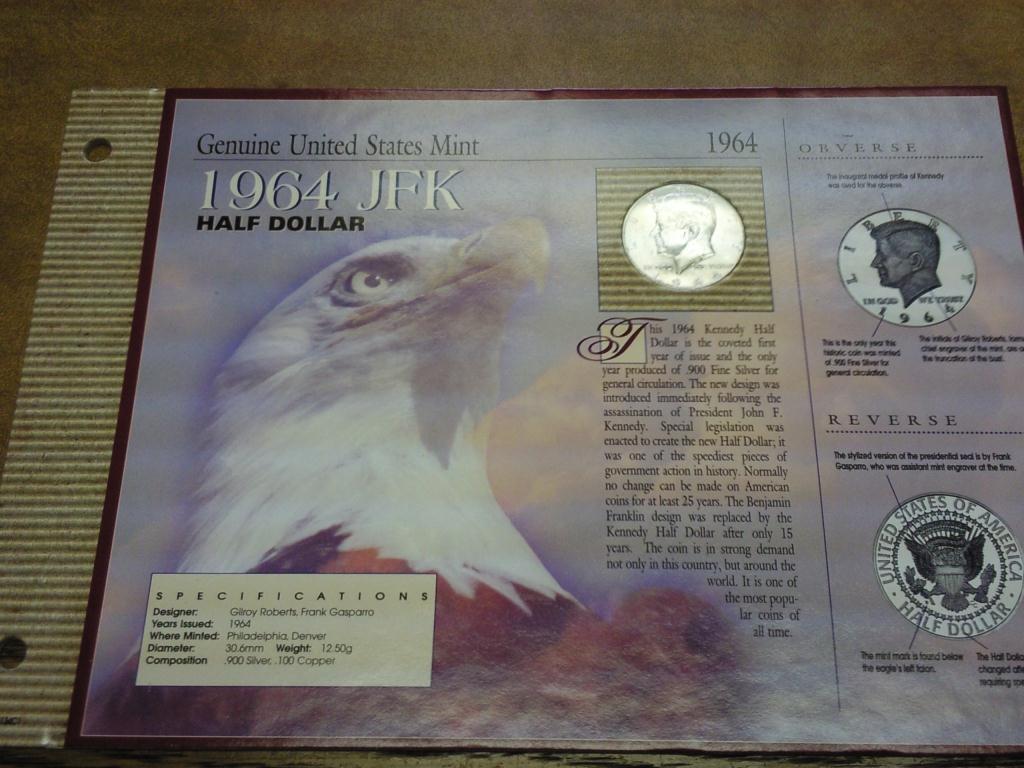 Genuine United States Mint
1964
1964 JFK
HALF DOLLAR
This 1964 Kennedy Half
Dollar is the coveted first
year of issue and the only
year produced of .900 Fine Silver for
general circulation. The new design was
introduced immediately following the
assassination of President John F.
Kennedy. Special legislation was
enacted to create the new Half Dollar; it
was one of the speediest pieces of
government action in history. Normally
no change can be made on American
coins for at least 25 years. The Benjamin
Franklin design was replaced by the
Kennedy Half Dollar after only 15
years. The coin is in strong demand
not only in this country, but around the
world. It is one of
the most popu-
lar coins of
all time.
SPECIFICATIONS
Designer: Gilroy Roberts, Frank Gasparro
Years Issued: 1964
Where Minted: Philadelphia, Denver
Diameter: 30.6mm Weight: 12.50g
Composition .900 Silver, .100 Copper
OBVERSE
The inaugural medal profile of Kennedy
was used for the obverse.
LIBERTY
IN GOD WE TRUST
1964
This is the only year this
historic coin was minted
of .900 Fine Silver for
general circulation.
The initials of Gilroy Roberts,
chief engraver of the mint, are
the truncation of the bust.
REVERSE
The stylized version of the presidential seal is by Frank
Gasparro, who was assistant mint engraver at the time.
UNITED STATES OF AMERICA
HALF DOLLAR
The mint mark is found below
the eagle's left talon.
The Half
changed
requiring